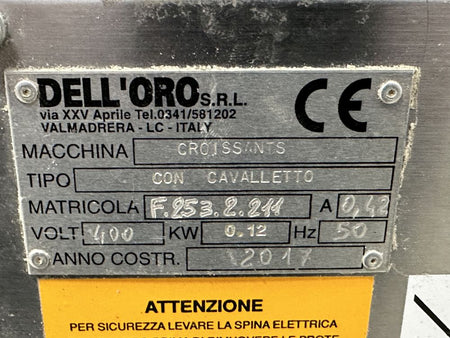 DELL'ORO S.R.L.
via XXV Aprile Tel.0341/581202
VALMADRERA - LC - ITALY
CE
MACCHINA CROISSANTS
TIPO CON CAVALLETTO
MATRICOLA F.253.2.211 A 0,42
VOLT 400 KW 0.12 Hz 50
ANNO COSTR. 2017
ATTENZIONE
PER SICUREZZA LEVARE LA SPINA ELETTRICA